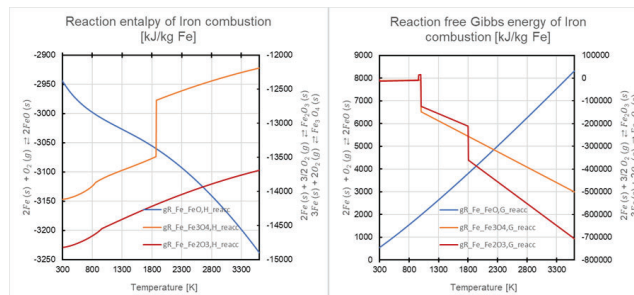 Reaction entalpy of Iron combustion
[kJ/kg Fe]
2Fe (s) + O₂ (g) ⇌ 2FeO (s)
-2900
-2950
-3000
-3050
-3100
-3150
-3200
-3250
300 800 1300 1800 2300 2800 3300
Temperature [K]
gR_Fe_FeO,H_reacc
gR_Fe_Fe3O4,H_reacc
gR_Fe_Fe2O3,H_reacc
-12000
-12500
-13000
-13500
-14000
-14500
-15000
2Fe (s) + 3/2 O₂ (g) ⇌ Fe₂O₃ (s)
3Fe (s) + 2O₂ (g) ⇌ Fe₃O₄ (s)
Reaction free Gibbs energy of Iron
combustion [kJ/kg Fe]
2Fe (s) + O₂ (g) ⇌ 2FeO (s)
9000
8000
7000
6000
5000
4000
3000
2000
1000
0
300 800 1300 1800 2300 2800 3300
Temperature [K]
gR_Fe_FeO,G_reacc
gR_Fe_Fe3O4,G_reacc
gR_Fe_Fe2O3,G_reacc
100000
0
-100000
-200000
-300000
-400000
-500000
-600000
-700000
-800000
2Fe (s) + 3/2 O₂ (g) ⇌ Fe₂O₃ (s)